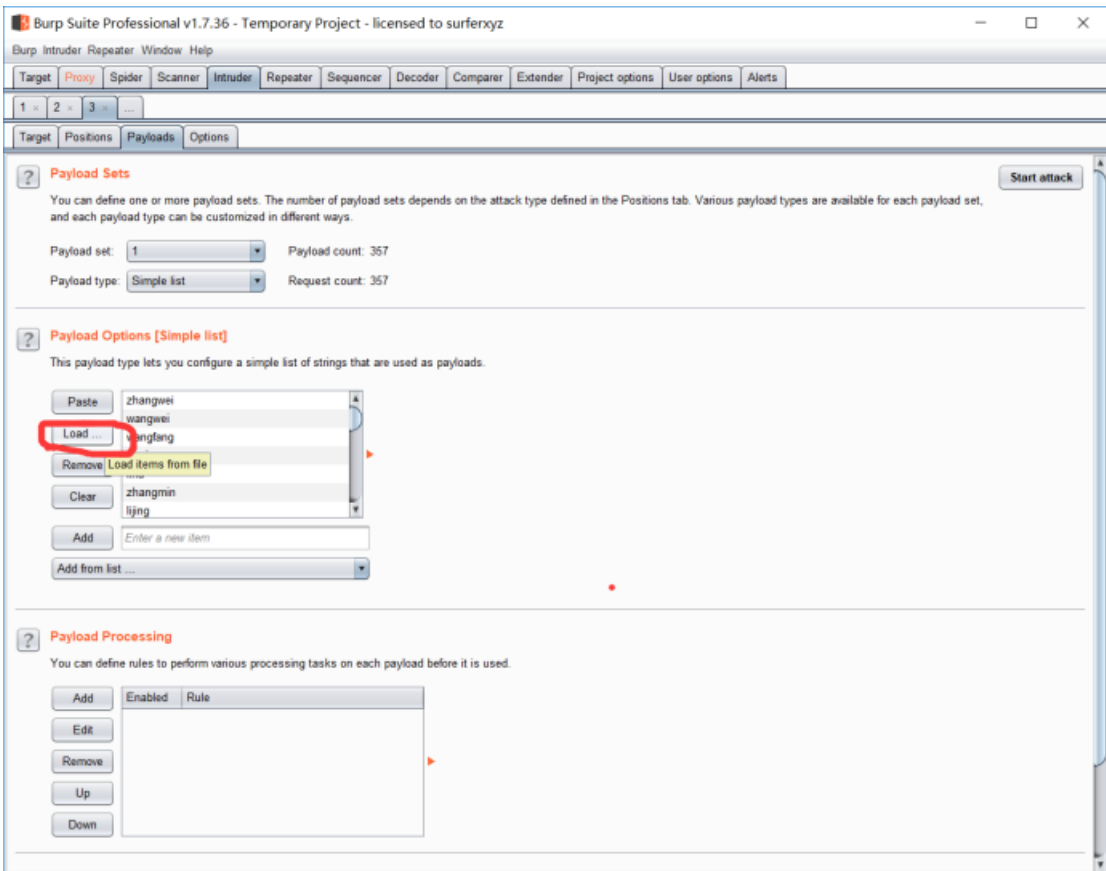 Burp Suite Professional v1.7.36 - Temporary Project - licensed to surferxyz
Burp Intruder Repeater Window Help
Target Proxy Spider Scanner Intruder Repeater Sequencer Decoder Comparer Extender Project options User options Alerts
1 × 2 × 3 × ...
Target Positions Payloads Options
? Payload Sets Start attack
You can define one or more payload sets. The number of payload sets depends on the attack type defined in the Positions tab. Various payload types are available for each payload set,
and each payload type can be customized in different ways.
Payload set: 1 Payload count: 357
Payload type: Simple list Request count: 357
? Payload Options [Simple list]
This payload type lets you configure a simple list of strings that are used as payloads.
Paste zhangwei
wangwei
Load ... wangfang
Remove Load items from file
Clear zhangmin
lijing
Add Enter a new item
Add from list ...
? Payload Processing
You can define rules to perform various processing tasks on each payload before it is used.
Add Enabled Rule
Edit
Remove
Up
Down